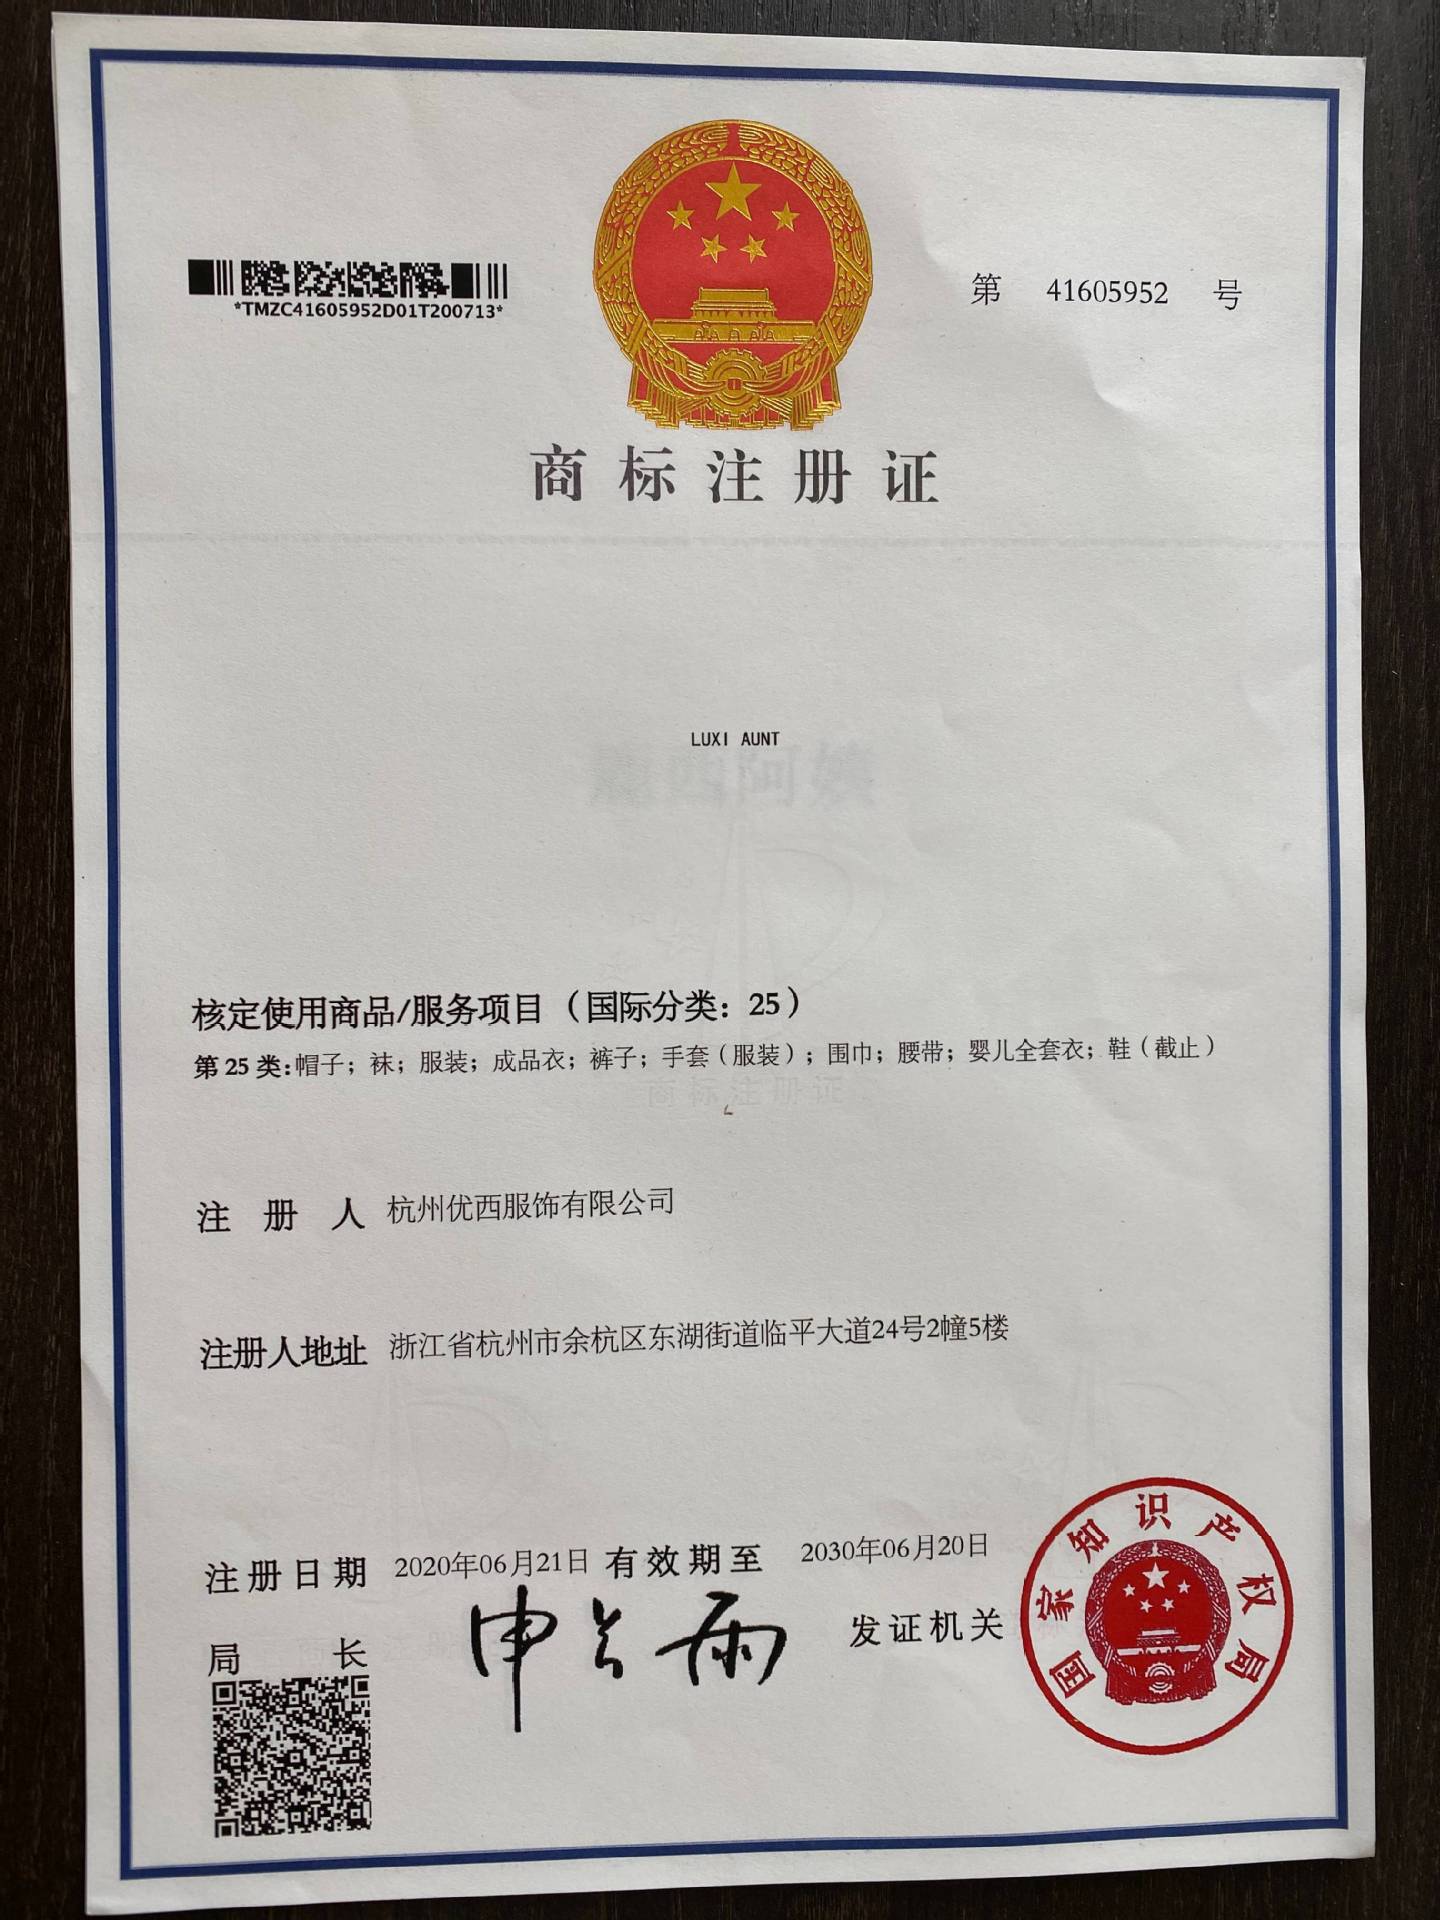 *TMZC41605952D01T200713*
第 41605952 号
商标注册证
LUXI AUNT
核定使用商品/服务项目（国际分类：25）
第25类:帽子；袜；服装；成品衣；裤子；手套（服装）；围巾；腰带；婴儿全套衣；鞋（截止）
商标注册证
注册人 杭州优西服饰有限公司
注册人地址 浙江省杭州市余杭区东湖街道临平大道24号2幢5楼
注册日期 2020年06月21日 有效期至 2030年06月20日
局长 申长雨 发证机关
国家知识产权局